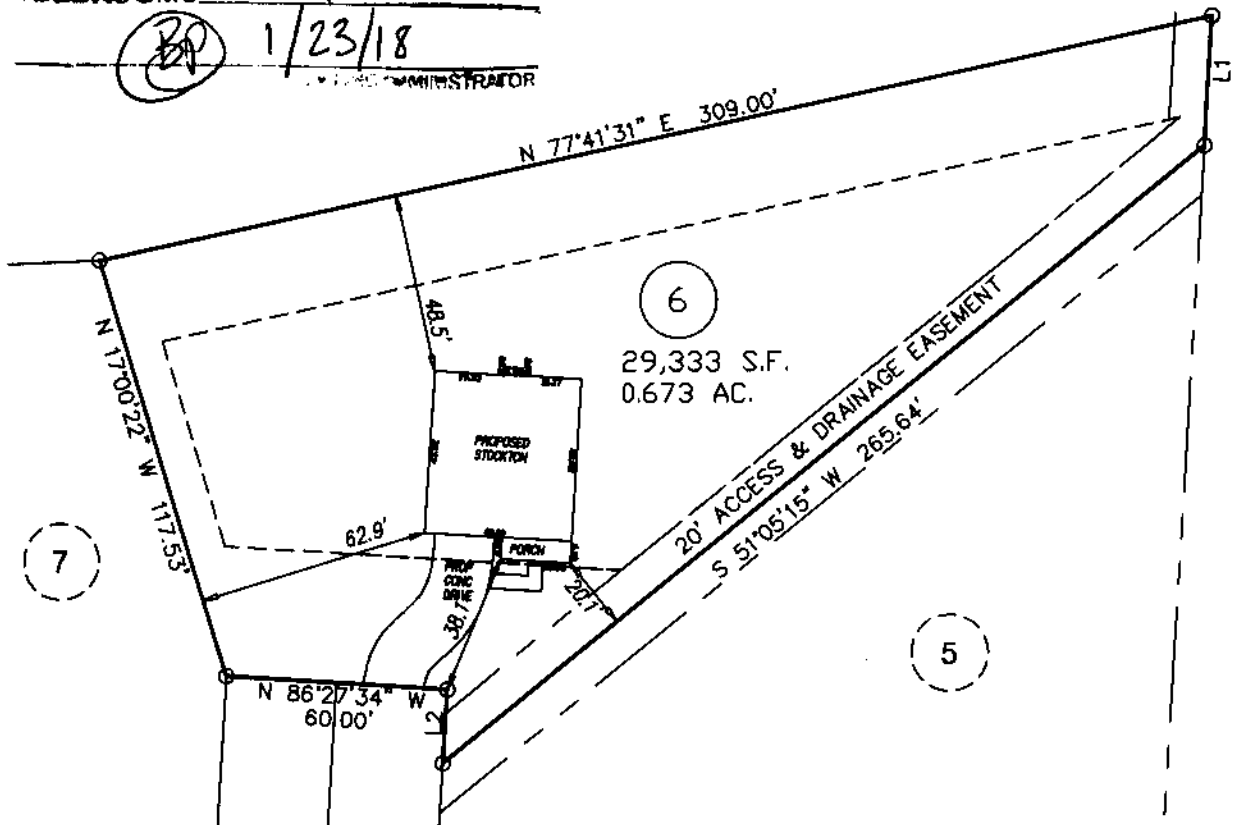 BP 1/23/18
N 77°41'31" E 309.00'
L1
48.5'
6
29,333 S.F.
0.673 AC.
N 17°00'22" W 117.53'
PROPOSED
STOCKTON
20' ACCESS & DRAINAGE EASEMENT
S 51°05'15" W 265.64'
62.9'
7
PORCH
PROP
CONC
DRIVE
38.1'
20.1'
5
N 86°27'34" W
60.00'
L2